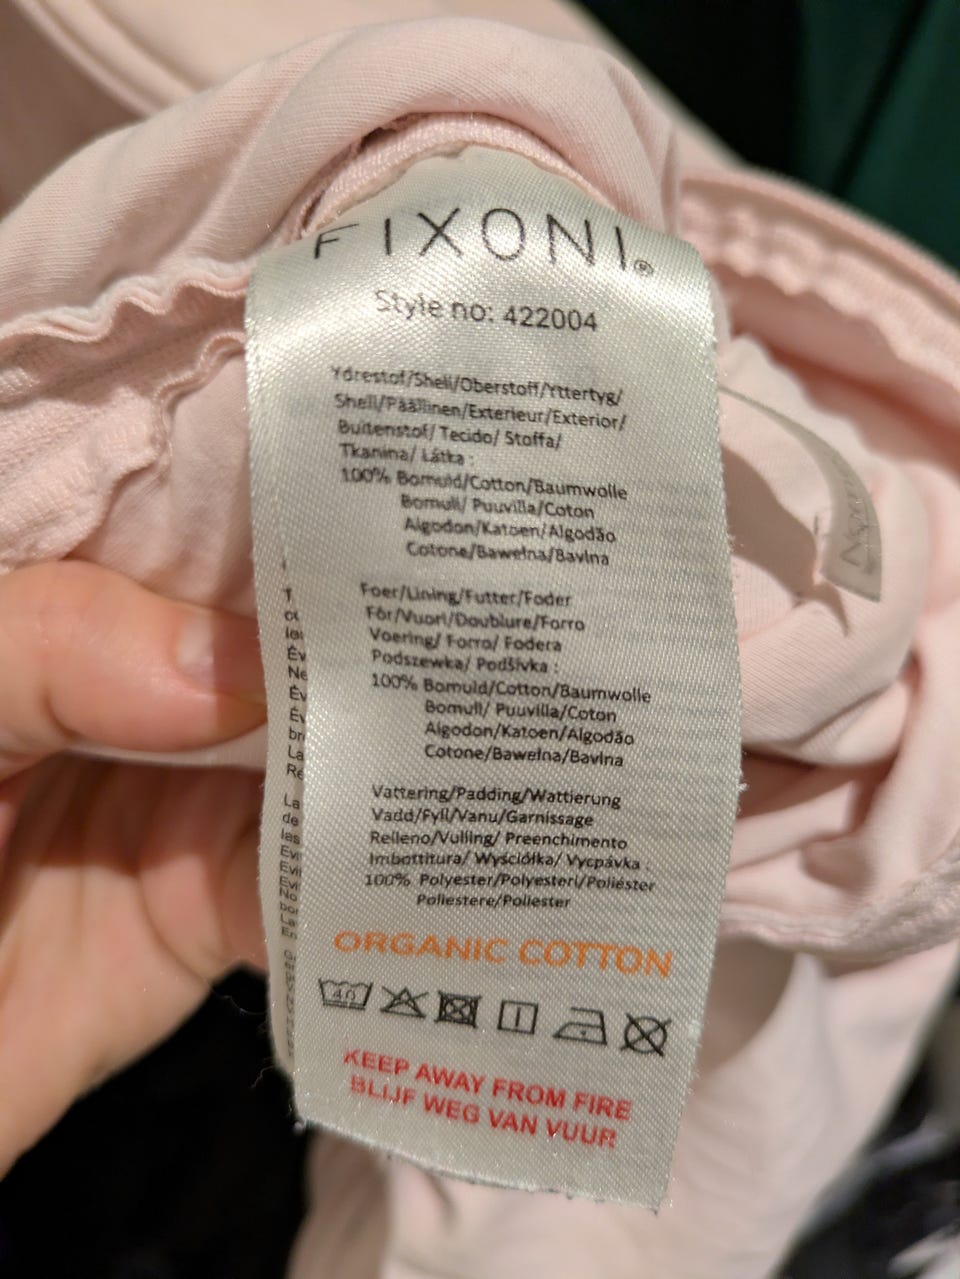 FIXONI®
Style no: 422004
Ydrestof/Shell/Oberstoff/Yttertyg/
Shell/Päällinen/Exterieur/Exterior/
Buitenstof/ Tecido/ Stoffa/
Tkanina/ Látka :
100% Bomuld/Cotton/Baumwolle
Bomull/ Puuvilla/Coton
Algodon/Katoen/Algodão
Cotone/Bawełna/Bavlna
Foer/Lining/Futter/Foder
Fôr/Vuori/Doublure/Forro
Voering/ Forro/ Fodera
Podszewka/ Podšívka :
100% Bomuld/Cotton/Baumwolle
Bomull/ Puuvilla/Coton
Algodon/Katoen/Algodão
Cotone/Bawełna/Bavlna
Vattering/Padding/Wattierung
Vadd/Fyll/Vanu/Garnissage
Relleno/Vulling/ Preenchimento
Imbottitura/ Wyściółka/ Vycpávka :
100% Polyester/Polyesteri/Poliéster
Poliestere/Poliester
ORGANIC COTTON
40
KEEP AWAY FROM FIRE
BLIJF WEG VAN VUUR